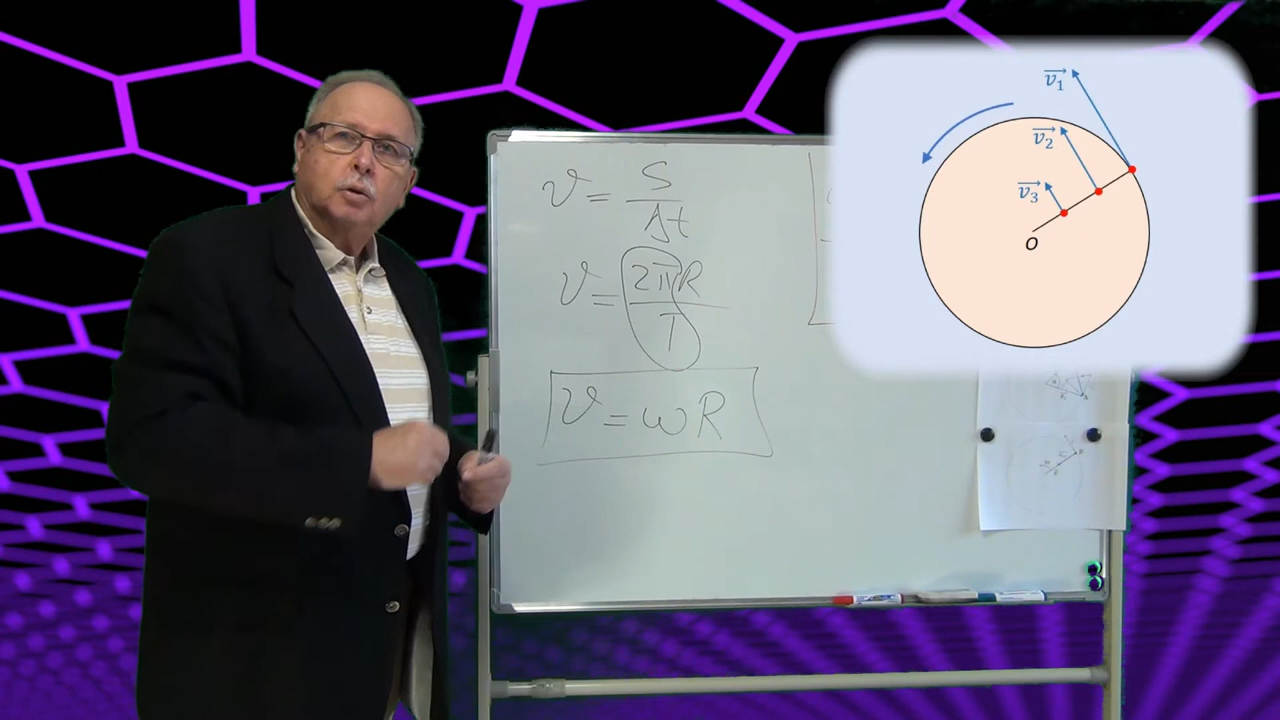 v = S / Δt
v = 2πR / T
v = ωR
v₁
v₂
v₃
O